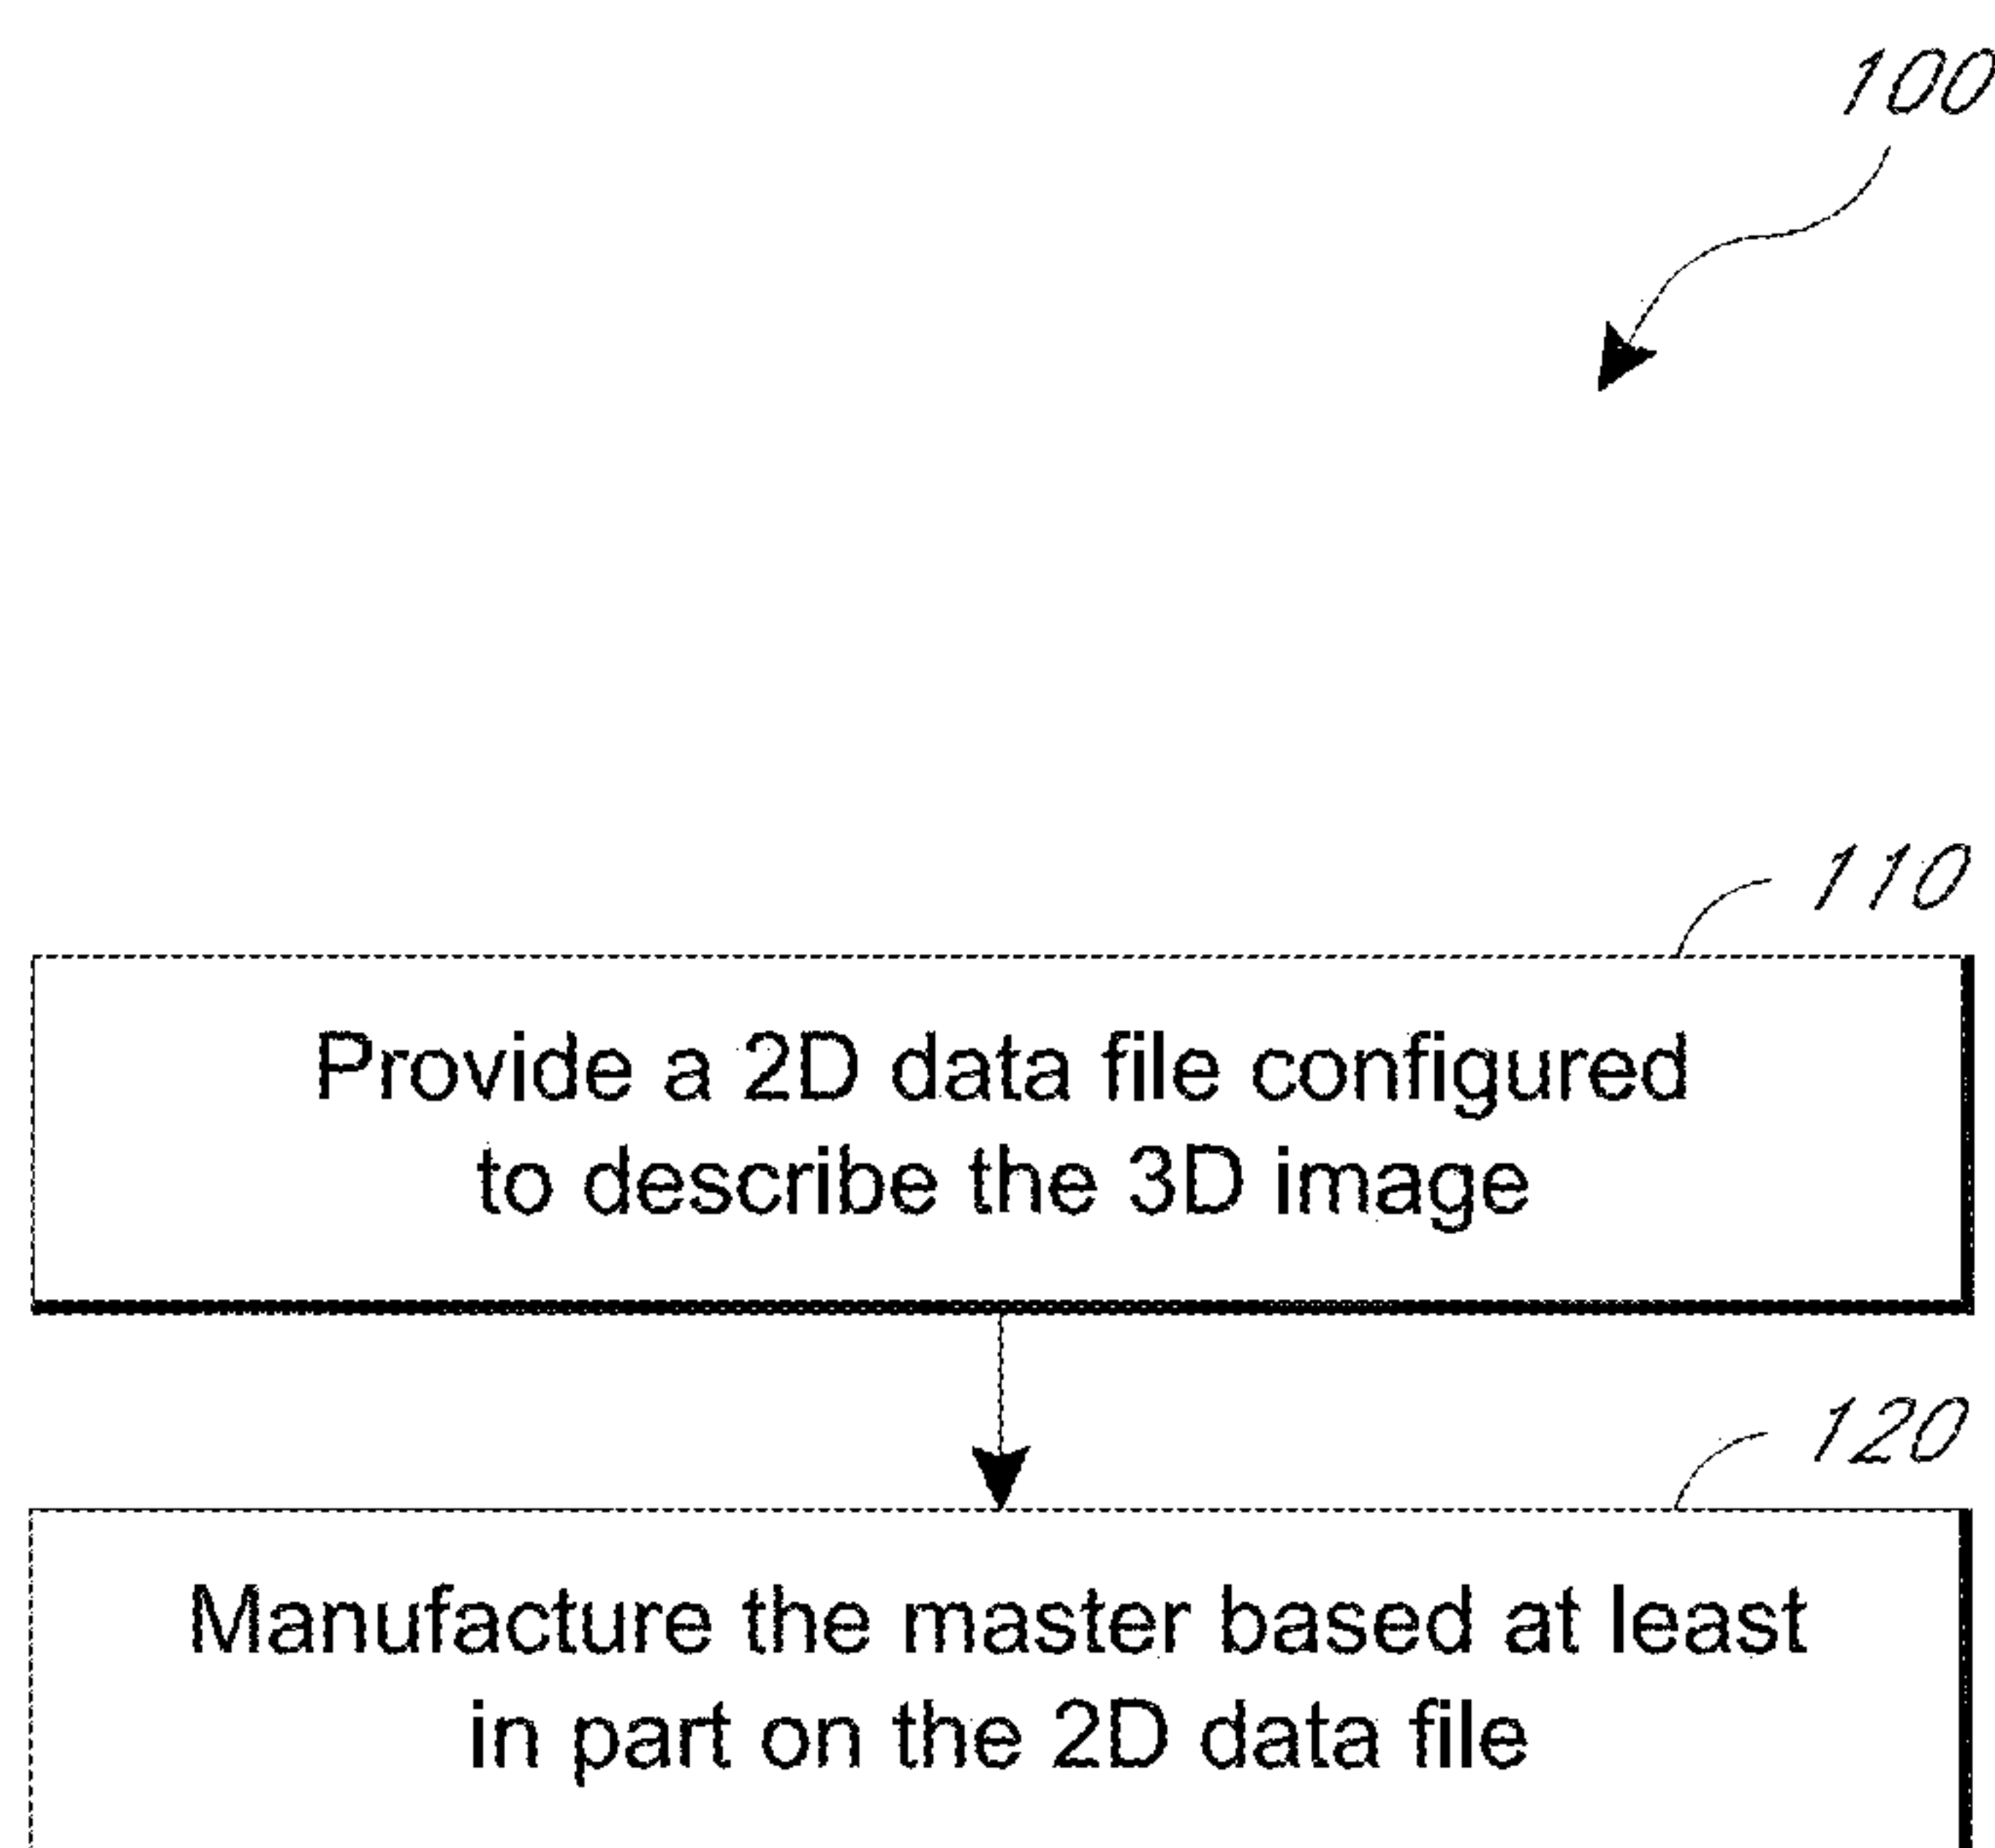 100
110
Provide a 2D data file configured
to describe the 3D image
120
Manufacture the master based at least
in part on the 2D data file